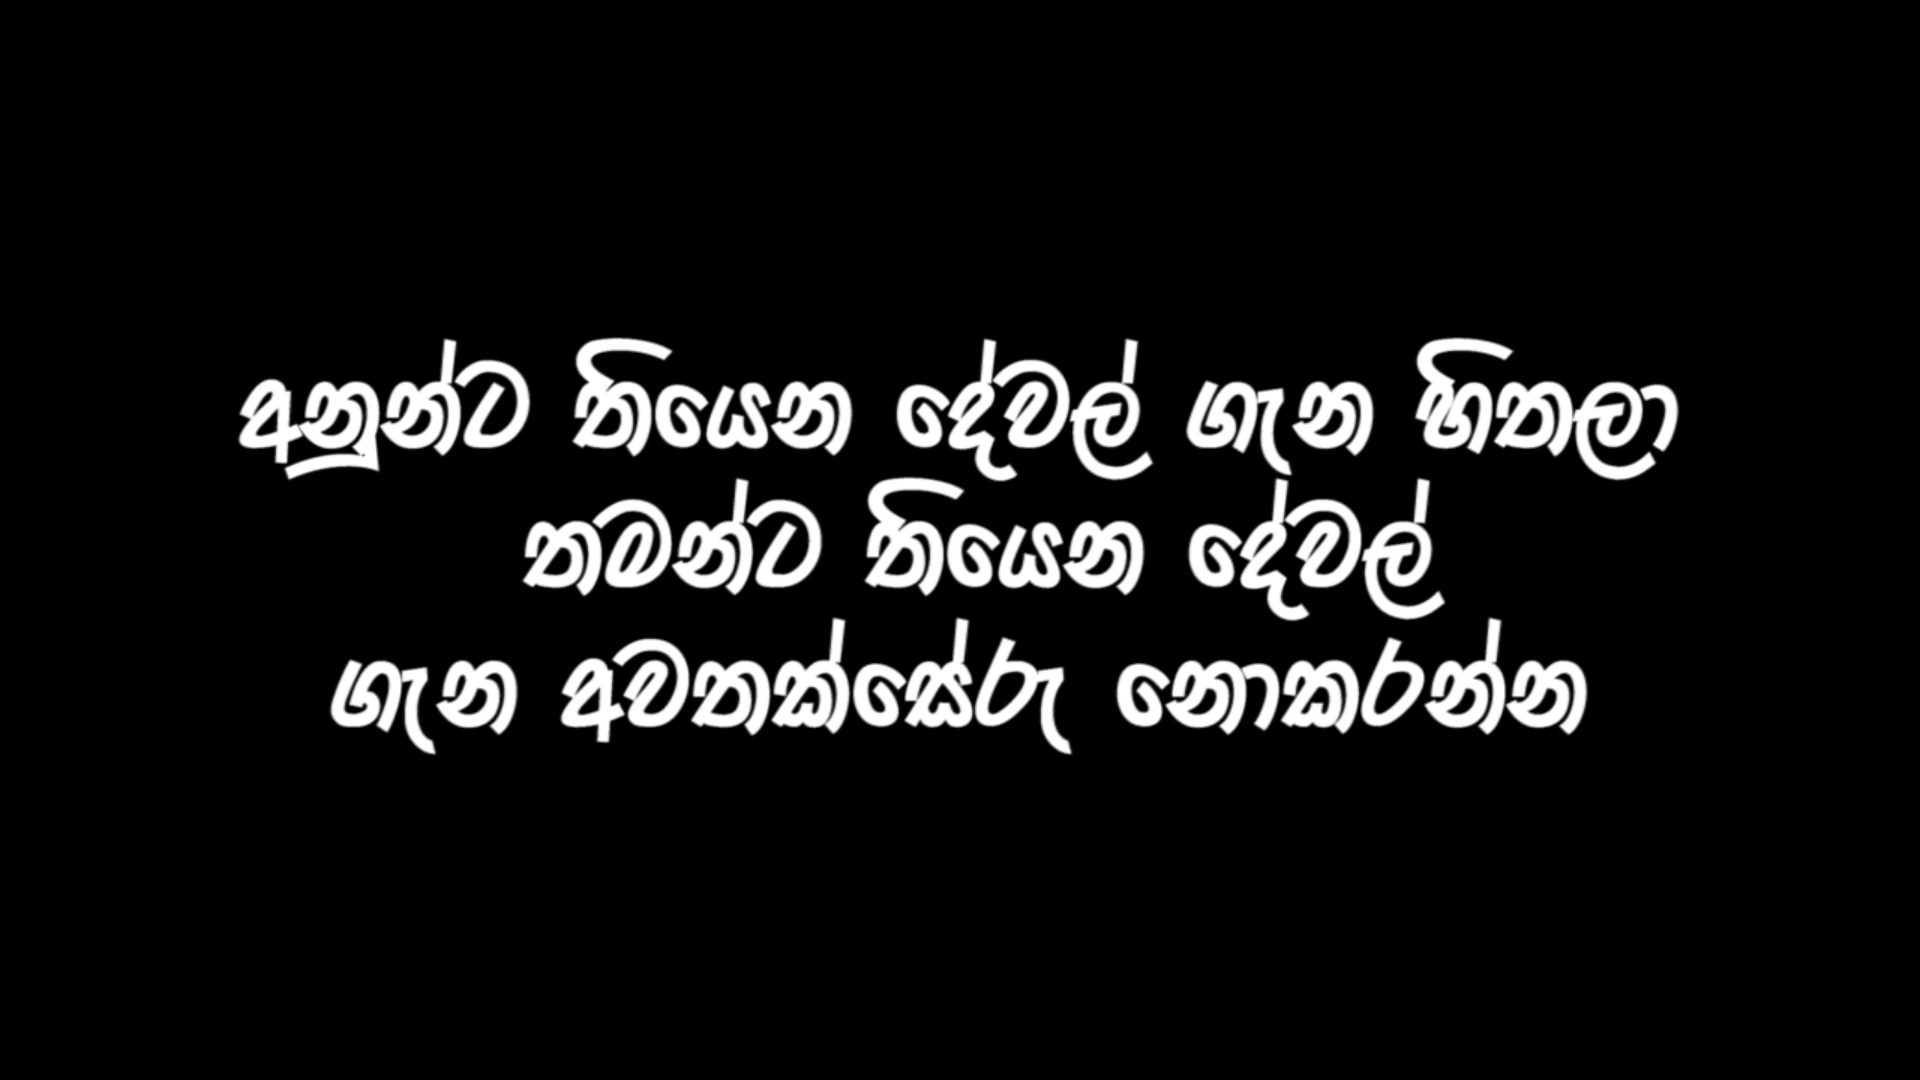 අනුන්ට තියෙන දේවල් ගැන හිතලා
තමන්ට තියෙන දේවල්
ගැන අවතක්සේරු නොකරන්න